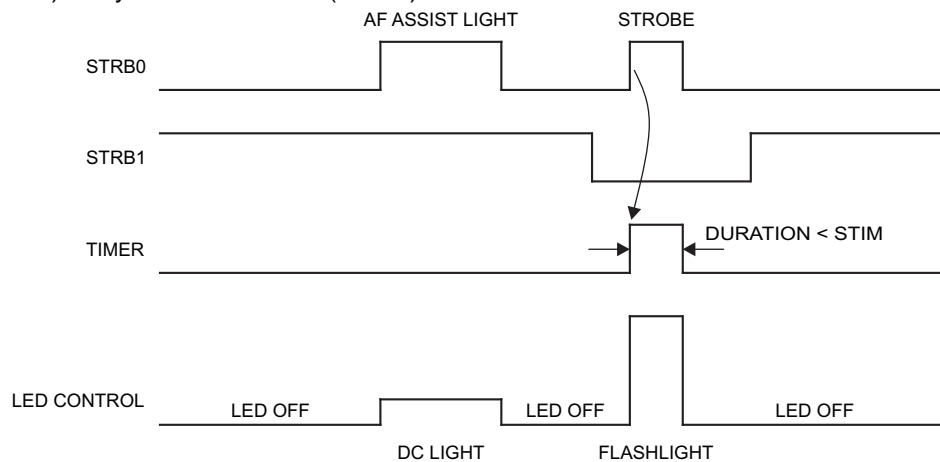 AF ASSIST LIGHT STROBE
STRB0
STRB1
TIMER
DURATION < STIM
LED CONTROL
LED OFF LED OFF LED OFF
DC LIGHT FLASHLIGHT